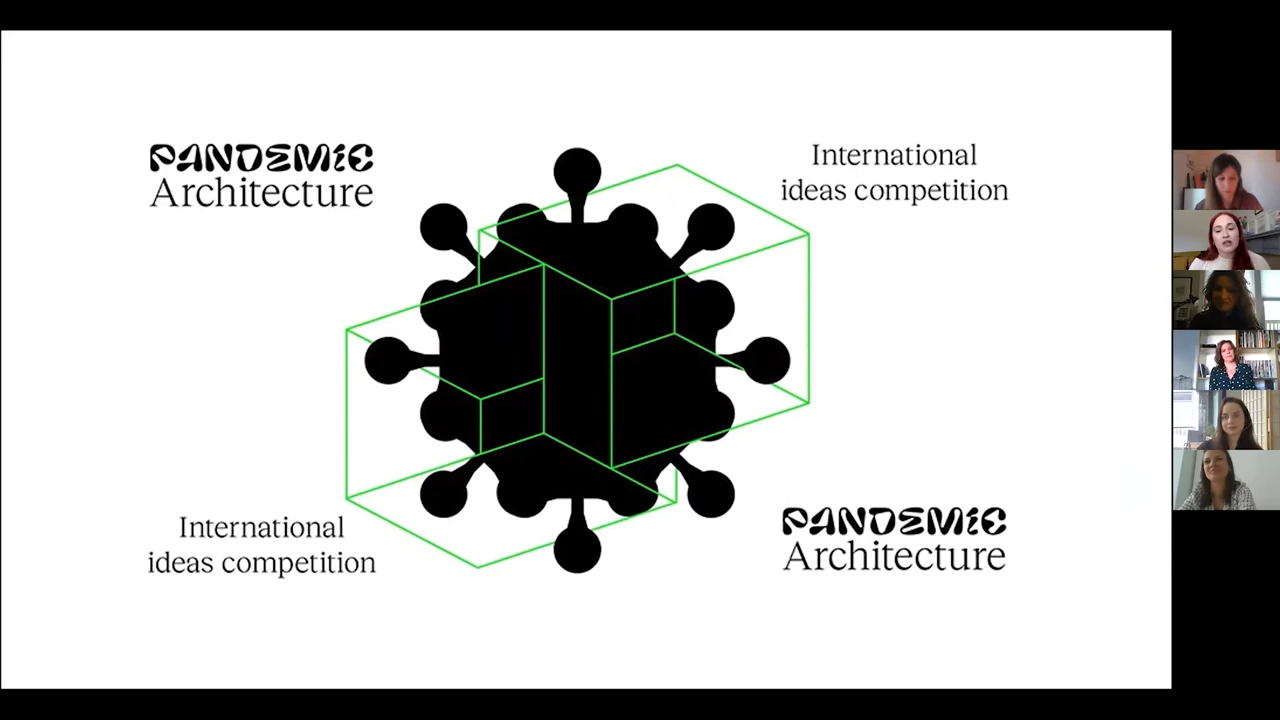 PANDEMiC
Architecture
International
ideas competition
International
ideas competition
PANDEMiC
Architecture